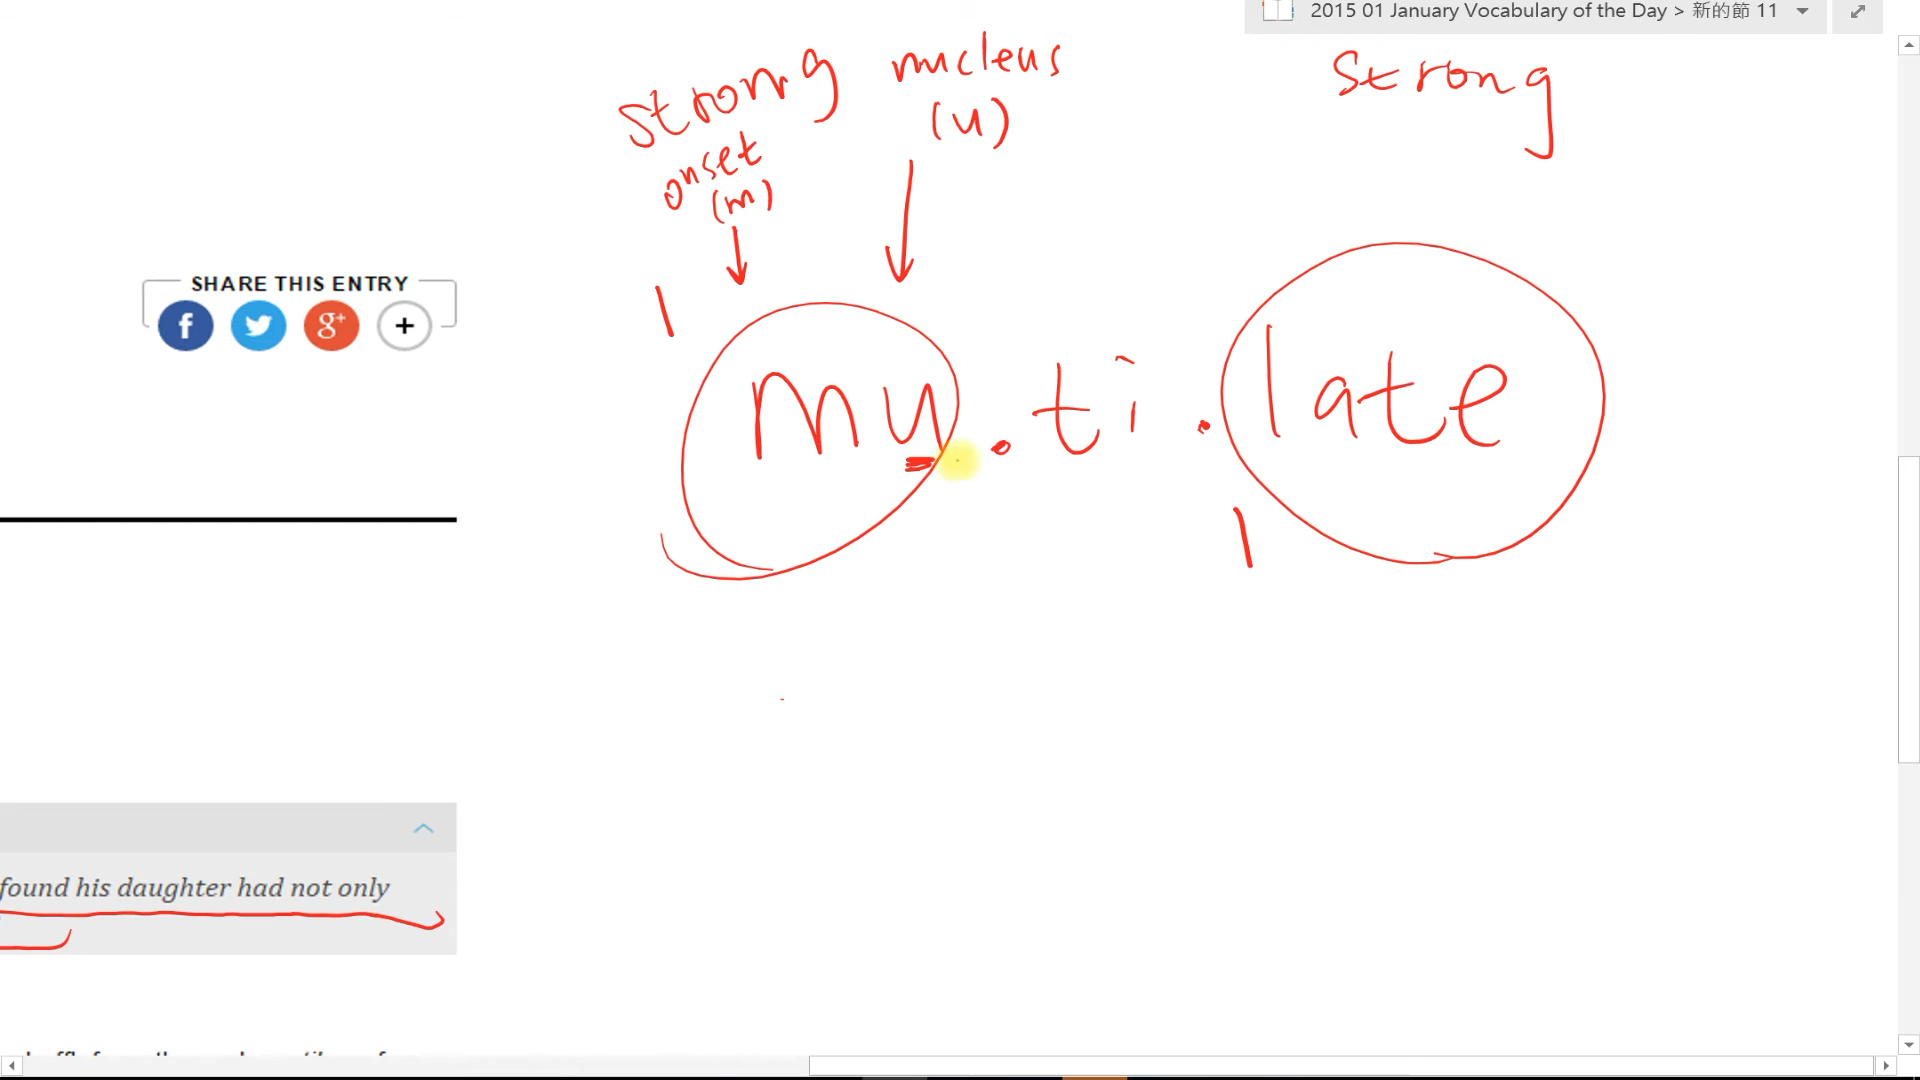 2015 01 January Vocabulary of the Day > 新的節 11
strong nucleus
(u)
onset
(m)
Strong
SHARE THIS ENTRY
f
g+
+
mu.ti.late
found his daughter had not only